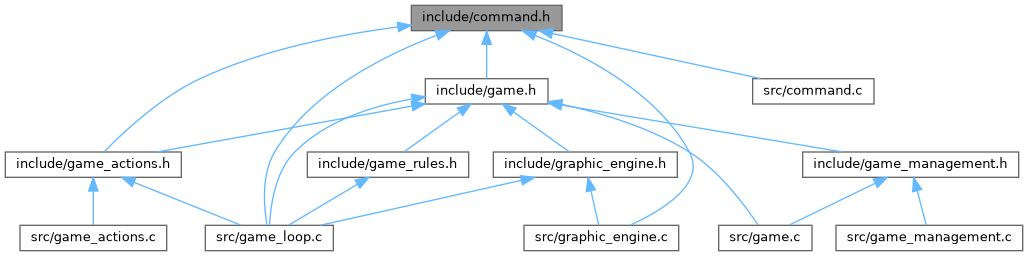 include/command.h
include/game.h
src/command.c
include/game_actions.h
include/game_rules.h
include/graphic_engine.h
include/game_management.h
src/game_actions.c
src/game_loop.c
src/graphic_engine.c
src/game.c
src/game_management.c